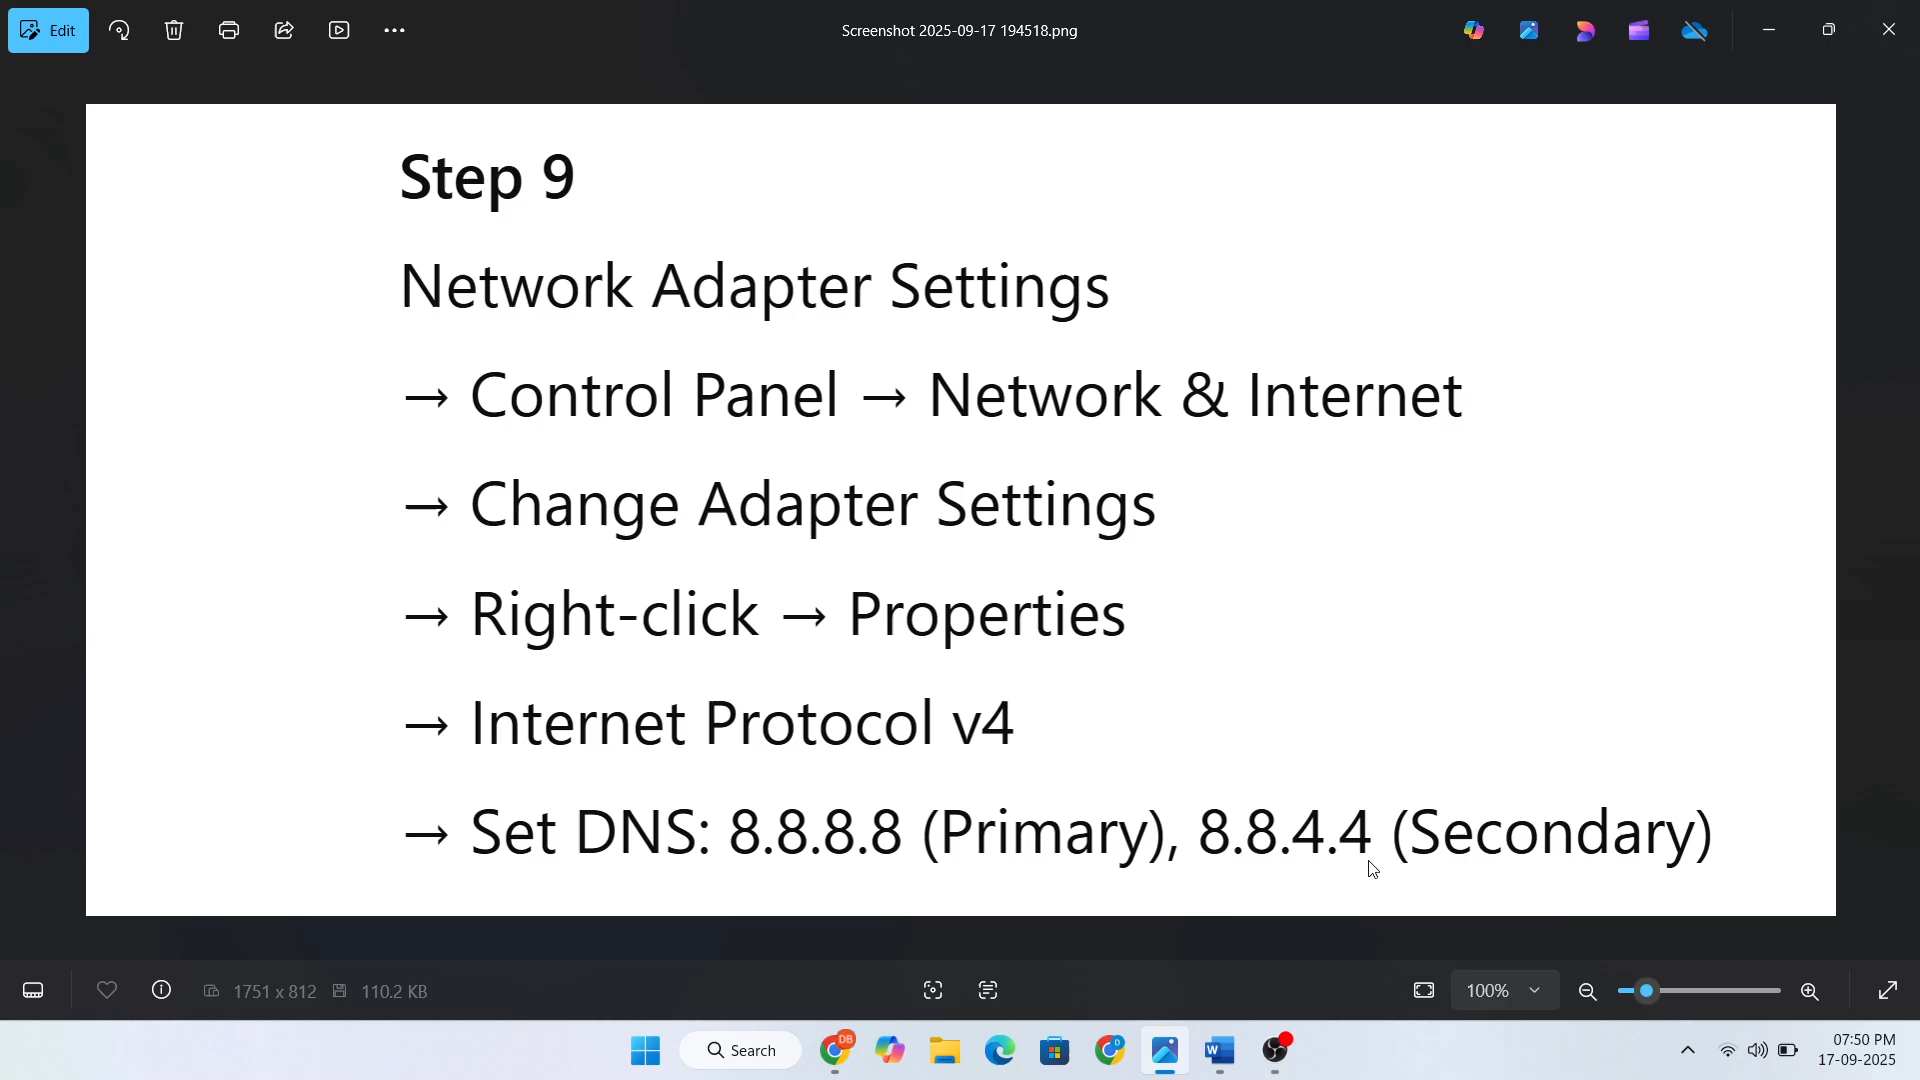 Edit
Screenshot 2025-09-17 194518.png
Step 9
Network Adapter Settings
→ Control Panel → Network & Internet
→ Change Adapter Settings
→ Right-click → Properties
→ Internet Protocol v4
→ Set DNS: 8.8.8.8 (Primary), 8.8.4.4 (Secondary)
1751 x 812 110.2 KB
100%
Search
DB
D
W
07:50 PM
17-09-2025